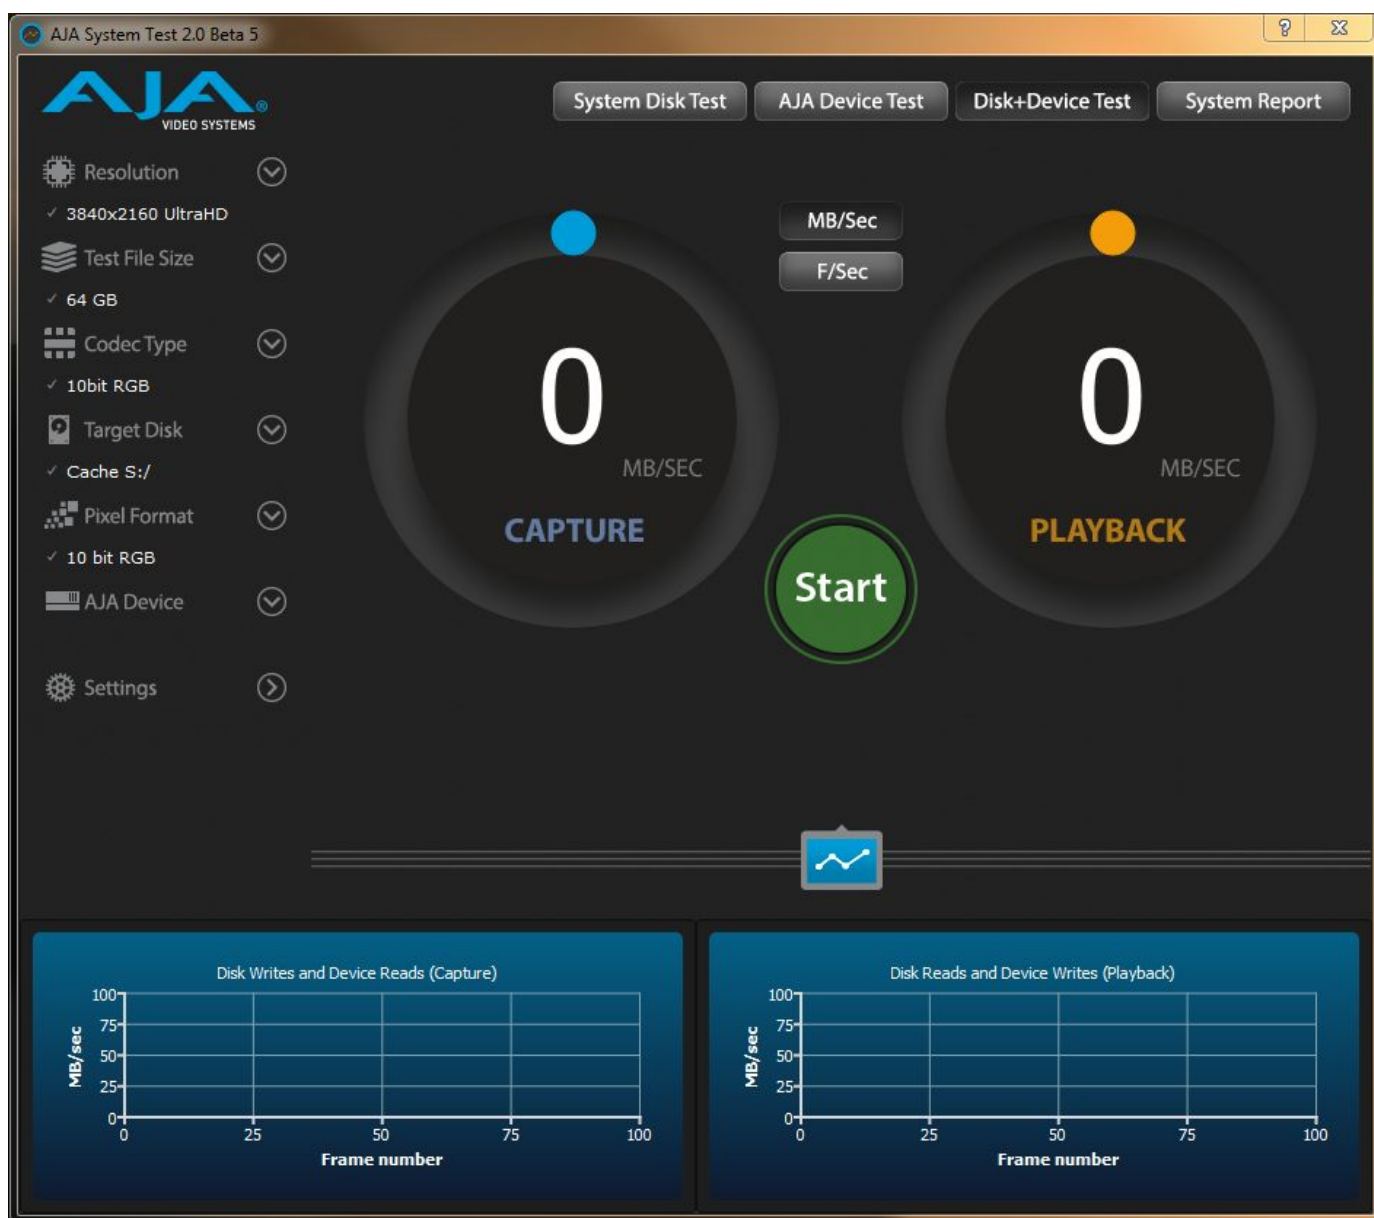 AJA System Test 2.0 Beta 5
AJA
VIDEO SYSTEMS
System Disk Test
AJA Device Test
Disk+Device Test
System Report
Resolution
3840x2160 UltraHD
Test File Size
64 GB
Codec Type
10bit RGB
Target Disk
Cache S:/
Pixel Format
10 bit RGB
AJA Device
Settings
MB/Sec
F/Sec
0
MB/SEC
CAPTURE
0
MB/SEC
PLAYBACK
Start
Disk Writes and Device Reads (Capture)
MB/sec
100
75
50
25
0
0 25 50 75 100
Frame number
Disk Reads and Device Writes (Playback)
MB/sec
100
75
50
25
0
0 25 50 75 100
Frame number